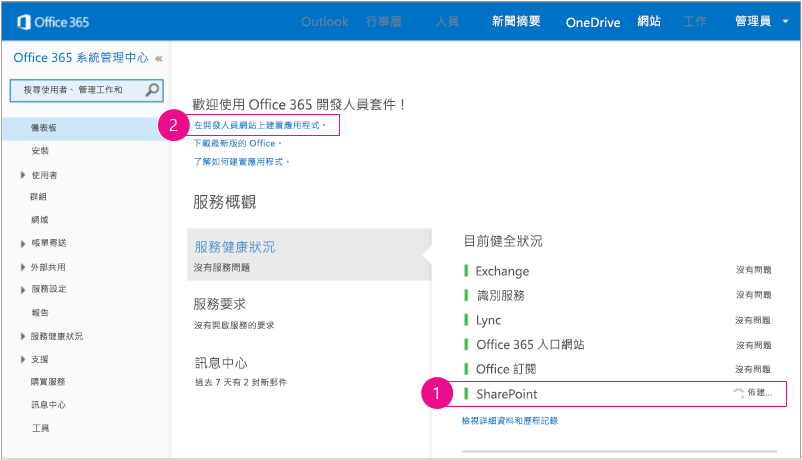 Office 365
Outlook 行事曆 人員 新聞摘要 OneDrive 網站 工作 管理員
Office 365 系統管理中心 «
搜尋使用者、管理工作和
儀表板
安裝
使用者
群組
網域
帳單寄送
外部共用
服務設定
報告
服務健康狀況
支援
購買服務
訊息中心
工具
歡迎使用 Office 365 開發人員套件！
2 在開發人員網站上建置應用程式。
下載最新版的 Office。
了解如何建置應用程式。
服務概觀
服務健康狀況
沒有服務問題
服務要求
沒有開啟服務的要求
訊息中心
過去 7 天有 2 封新郵件
目前健全狀況
Exchange 沒有問題
識別服務 沒有問題
Lync 沒有問題
Office 365 入口網站 沒有問題
Office 訂閱 沒有問題
1 SharePoint 佈建...
檢視詳細資料和歷程記錄